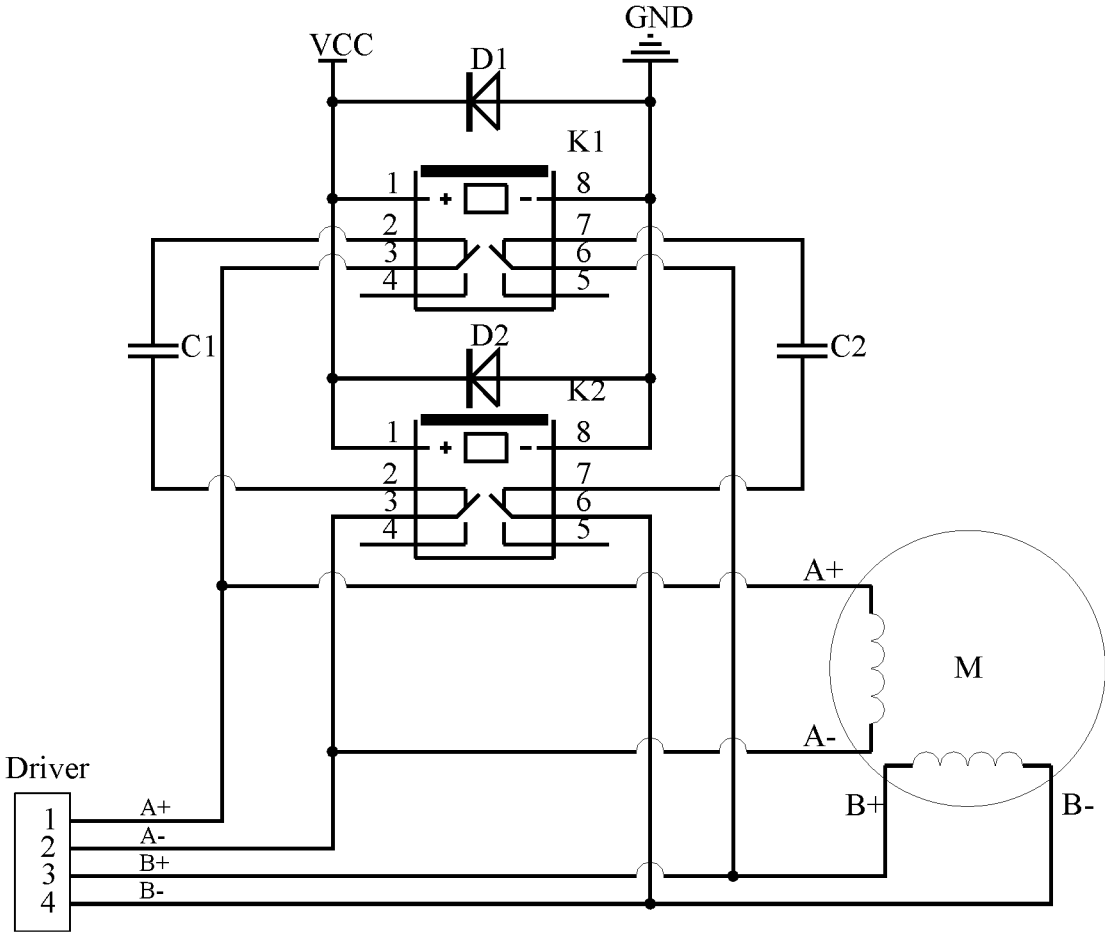 GND
VCC
D1
K1
1 + - 8
2 7
3 6
4 5
D2
C1 C2
K2
1 + - 8
2 7
3 6
4 5
A+
M
A-
Driver
B+ B-
1 A+
2 A-
3 B+
4 B-